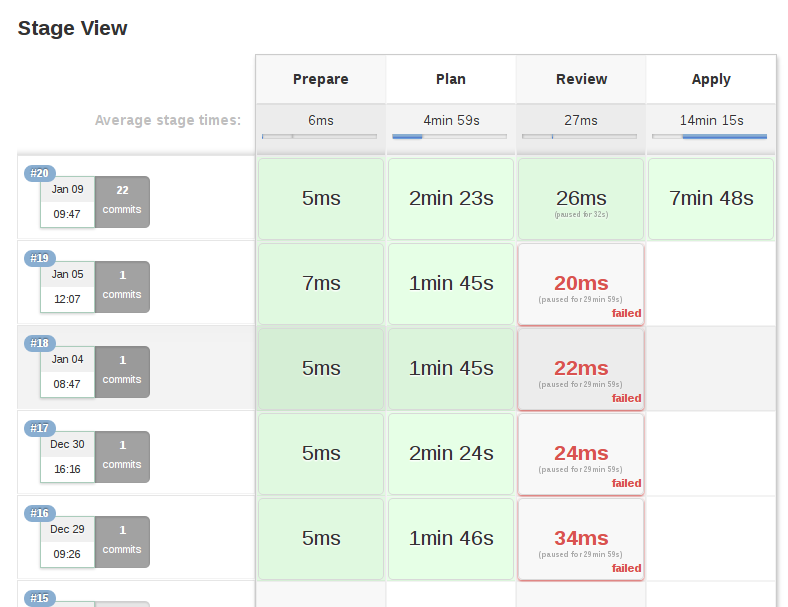 Stage View
Prepare Plan Review Apply
Average stage times: 6ms 4min 59s 27ms 14min 15s
#20
Jan 09 22
09:47 commits
5ms 2min 23s 26ms 7min 48s
(paused for 32s)
#19
Jan 05 1
12:07 commits
7ms 1min 45s 20ms
(paused for 29min 59s)
failed
#18
Jan 04 1
08:47 commits
5ms 1min 45s 22ms
(paused for 29min 59s)
failed
#17
Dec 30 1
16:16 commits
5ms 2min 24s 24ms
(paused for 29min 59s)
failed
#16
Dec 29 1
09:26 commits
5ms 1min 46s 34ms
(paused for 29min 59s)
failed
#15